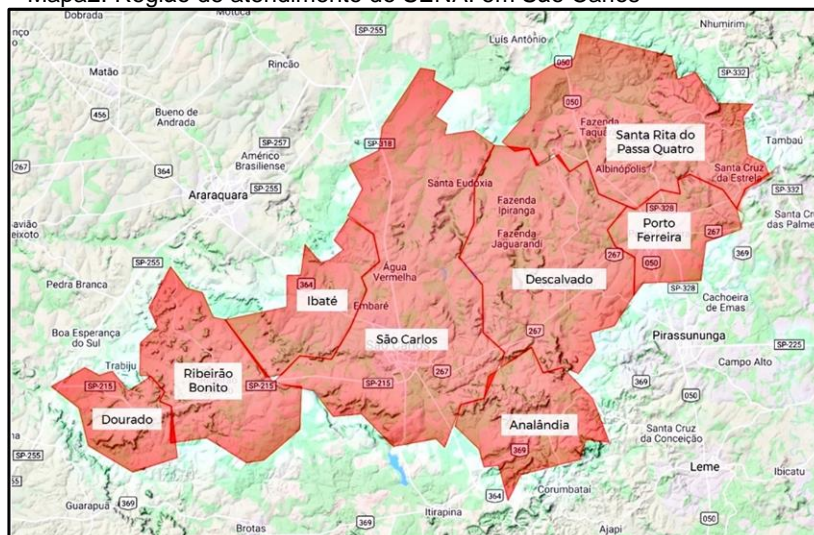 Mapa2: Região de atendimento do SENAI em São Carlos
Dobrada
Motuca
SP-255
Luís Antônio
Nhumirim
Rincão
050
SP-332
Matão
050
456
Bueno de
Andrada
Fazenda
Santa Rita do
Passa Quatro
Tambaú
SP-257
SP-318
267
364
Américo
Brasiliense
Albinópolis
Santa Cruz
da Estrela
SP-255
Santa Eudóxia
SP-332
Araraquara
Fazenda
Ipiranga
SP-328
Porto
Ferreira
267
Santa Cru
das Palme
Fazenda
Jaguarandi
369
SP-255
267
050
Água
Vermelha
Descalvado
SP-328
Pedra Branca
364
Ibaté
Embaré
Cachoeira
de Emas
Boa Esperança
do Sul
São Carlos
267
Pirassununga
SP-225
Trabiju
Ribeirão
Bonito
267
Campo Alto
SP-215
SP-215
SP-215
369
050
Dourado
Analândia
Santa Cruz
da Conceição
369
Leme
Ibicatu
364
Corumbataí
Guarapuã
369
Itirapina
050
Brotas
369
Ajapi